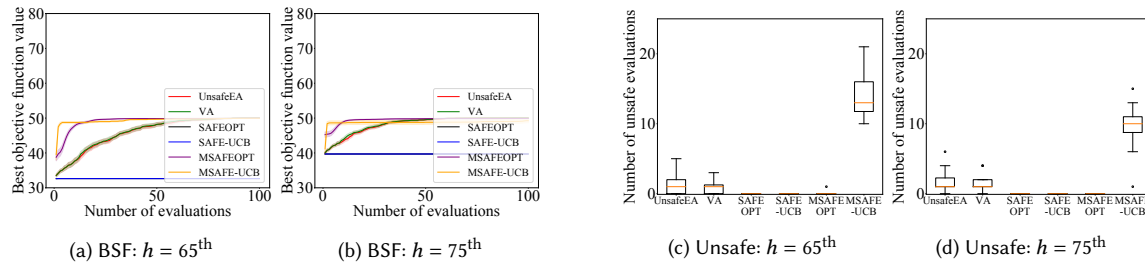 Best objective function value
80
70
60
50
40
30
UnsafeEA
VA
SAFEOPT
SAFE-UCB
MSAFEOPT
MSAFE-UCB
0
50
100
Number of evaluations
(a) BSF: h = 65th
Best objective function value
80
70
60
50
40
30
UnsafeEA
VA
SAFEOPT
SAFE-UCB
MSAFEOPT
MSAFE-UCB
0
50
100
Number of evaluations
(b) BSF: h = 75th
Number of unsafe evaluations
20
10
0
UnsafeEA
VA
SAFE
OPT
SAFE
-UCB
MSAFE
OPT
MSAFE
-UCB
(c) Unsafe: h = 65th
Number of unsafe evaluations
20
10
0
UnsafeEA
VA
SAFE
OPT
SAFE
-UCB
MSAFE
OPT
MSAFE
-UCB
(d) Unsafe: h = 75th